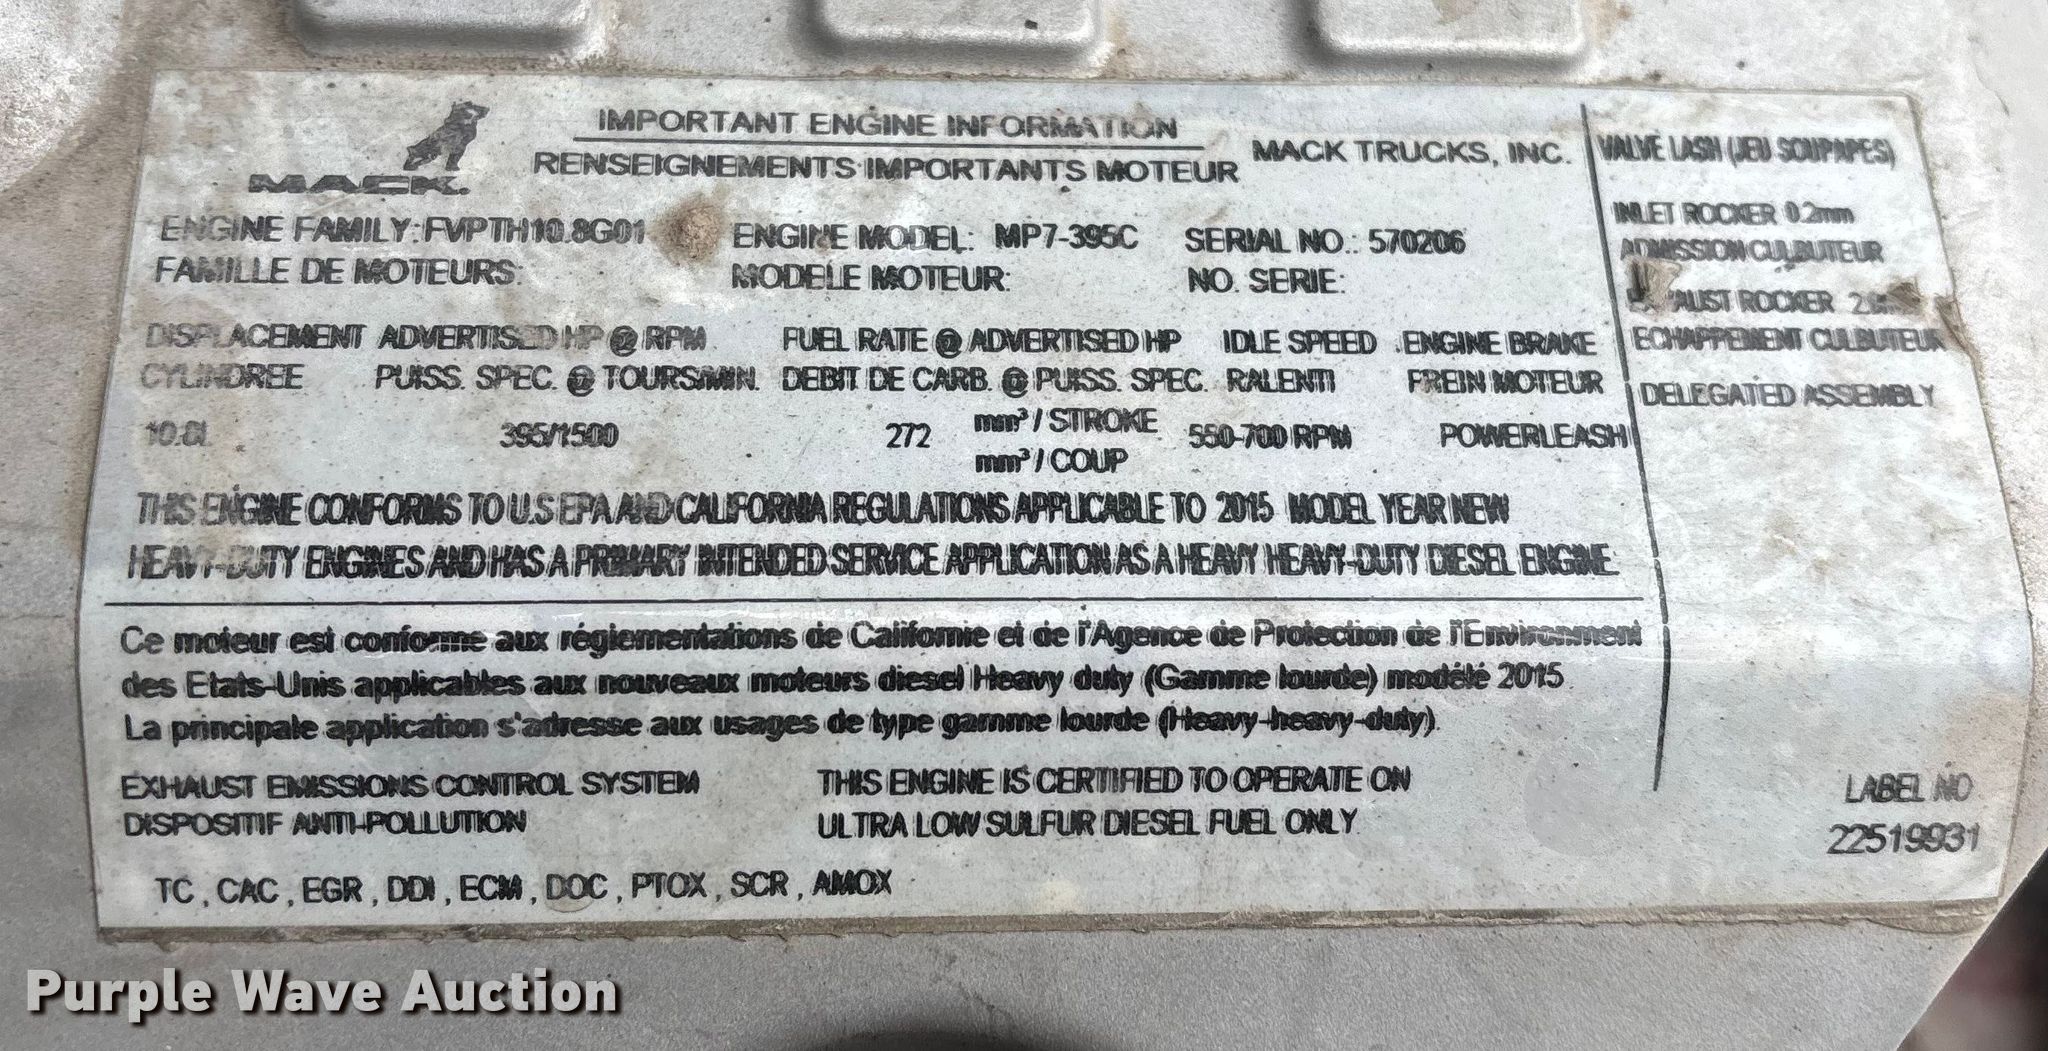 IMPORTANT ENGINE INFORMATION
RENSEIGNEMENTS IMPORTANTS MOTEUR
MACK TRUCKS, INC.
MACK.
ENGINE FAMILY: FVPTH10.8G01 ENGINE MODEL: MP7-395C SERIAL NO.: 570206
FAMILLE DE MOTEURS: MODELE MOTEUR: NO. SERIE:
DISPLACEMENT ADVERTISED HP @ RPM FUEL RATE @ ADVERTISED HP IDLE SPEED ENGINE BRAKE
CYLINDREE PUISS. SPEC. @ TOURS/MIN. DEBIT DE CARB. @ PUISS. SPEC. RALENTI FREIN MOTEUR
10.8L 395/1500 272 mm³ / STROKE 550-700 RPM POWERLEASH
mm³ / COUP
THIS ENGINE CONFORMS TO U.S EPA AND CALIFORNIA REGULATIONS APPLICABLE TO 2015 MODEL YEAR NEW
HEAVY-DUTY ENGINES AND HAS A PRIMARY INTENDED SERVICE APPLICATION AS A HEAVY HEAVY-DUTY DIESEL ENGINE.
Ce moteur est conforme aux réglementations de Californie et de l'Agence de Protection de l'Environment
des Etats-Unis applicables aux nouveaux moteurs diesel Heavy duty (Gamme lourde) modélé 2015
La principale application s'adresse aux usages de type gamme lourde (Heavy-heavy-duty).
EXHAUST EMISSIONS CONTROL SYSTEM THIS ENGINE IS CERTIFIED TO OPERATE ON
DISPOSITIF ANTI-POLLUTION ULTRA LOW SULFUR DIESEL FUEL ONLY.
TC , CAC , EGR , DDI , ECM , DOC , PTOX , SCR , AMOX
VALVE LASH (JEU SOUPAPES)
INLET ROCKER 0.2mm
ADMISSION CULBUTEUR
ROCKER
ECHAPPEMENT CULBUTEUR
DELEGATED ASSEMBLY
LABEL NO
22519931
Purple Wave Auction